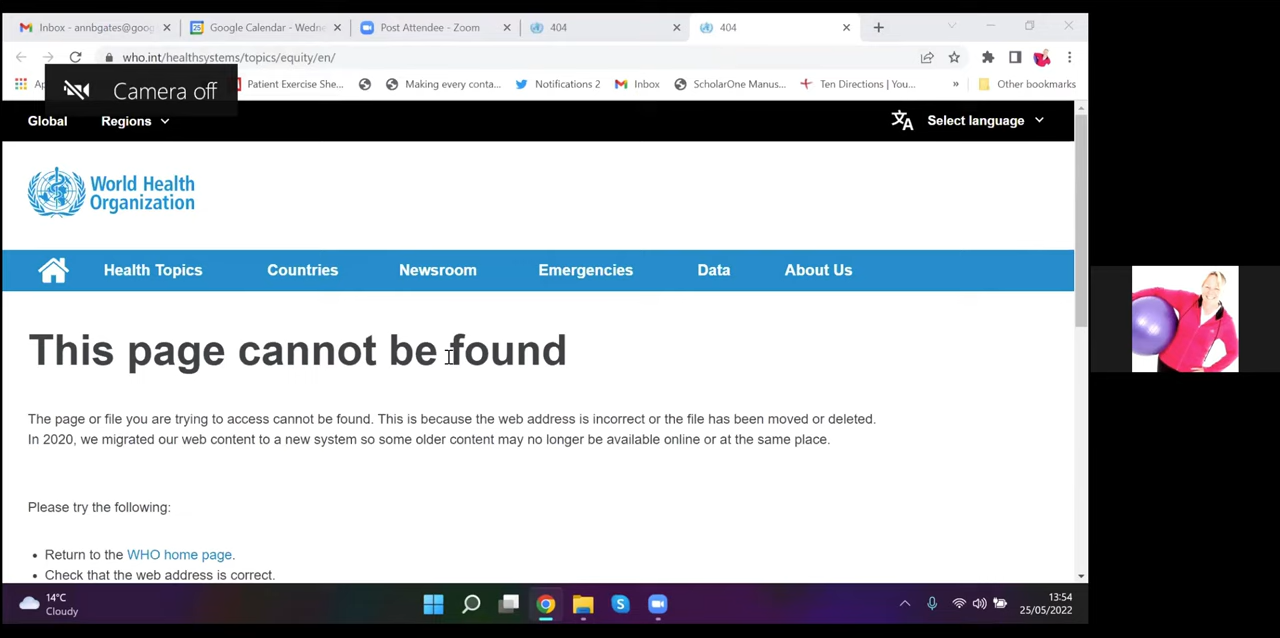 Inbox - annbgates@goog
Google Calendar - Wedne
Post Attendee - Zoom
404
404
who.int/healthsystems/topics/equity/en/
Camera off
Patient Exercise She...
Making every conta...
Notifications 2
Inbox
ScholarOne Manus...
Ten Directions | You...
»
Other bookmarks
Global
Regions
Select language
World Health
Organization
Health Topics
Countries
Newsroom
Emergencies
Data
About Us
This page cannot be found
The page or file you are trying to access cannot be found. This is because the web address is incorrect or the file has been moved or deleted.
In 2020, we migrated our web content to a new system so some older content may no longer be available online or at the same place.
Please try the following:
• Return to the WHO home page.
• Check that the web address is correct.
14°C
Cloudy
13:54
25/05/2022